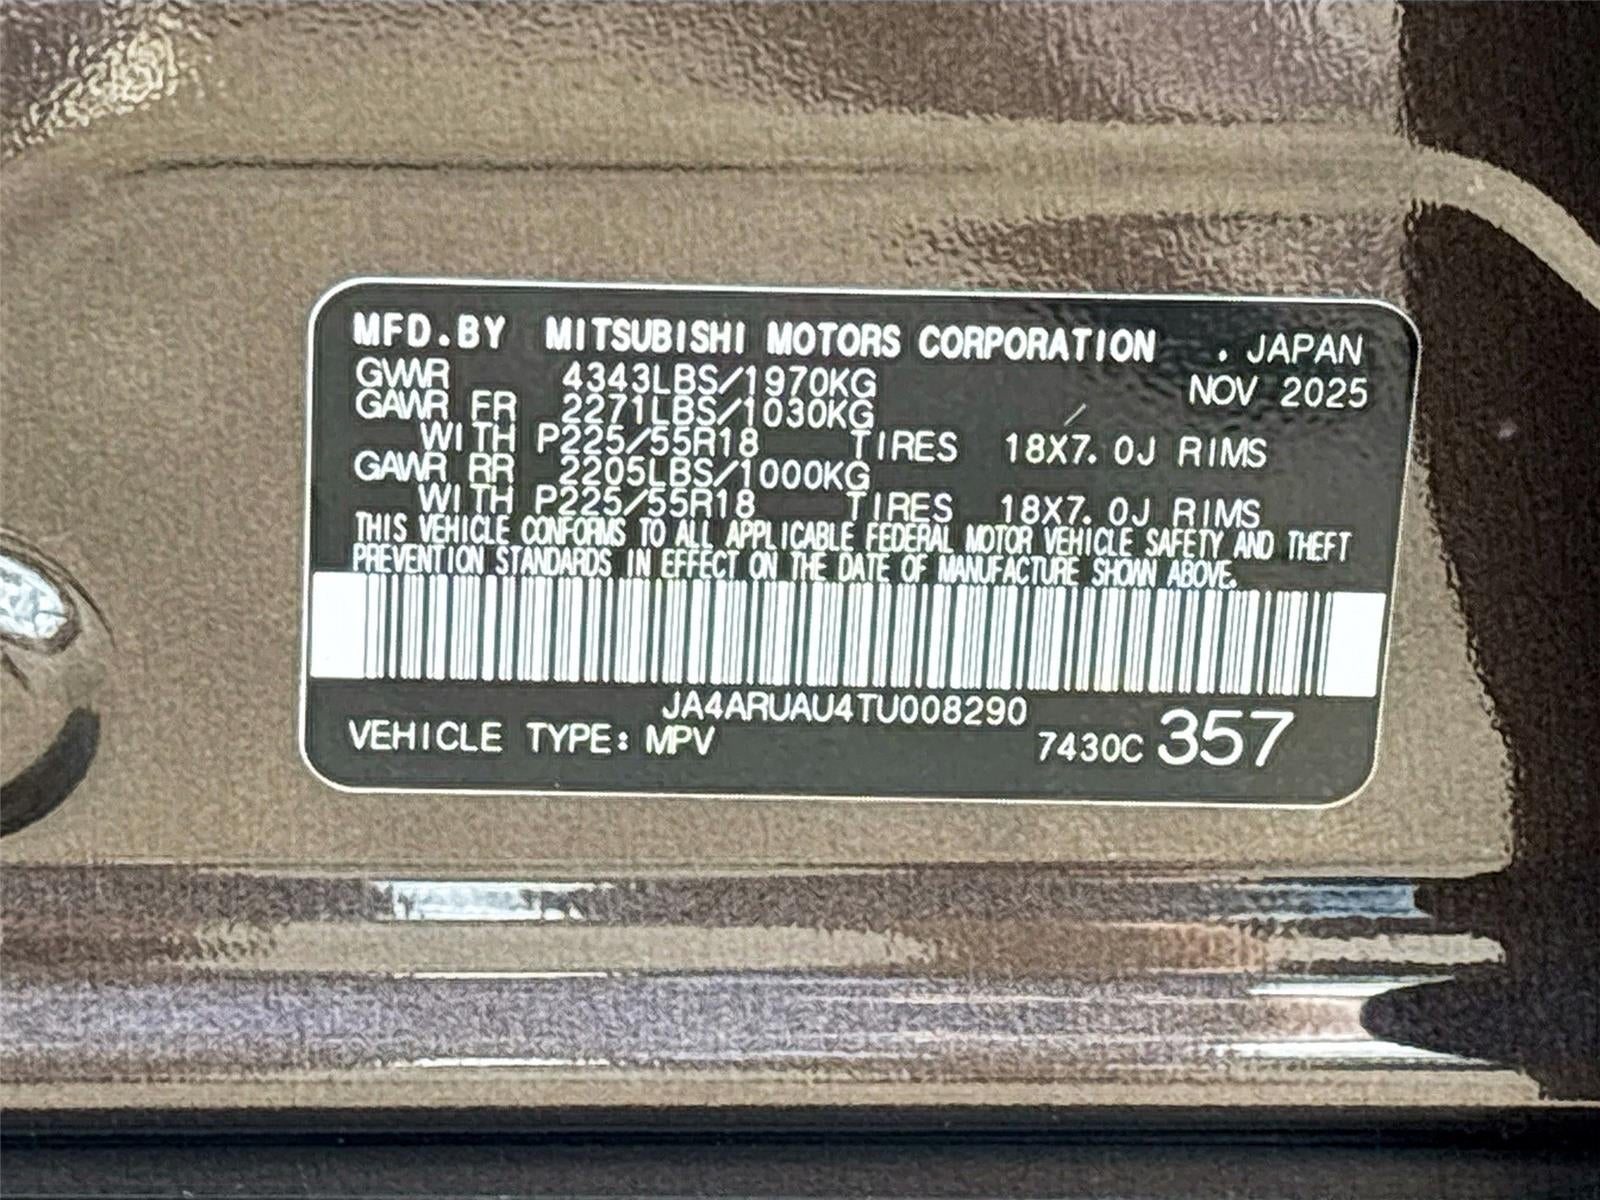 MFD.BY MITSUBISHI MOTORS CORPORATION . JAPAN
GVWR 4343LBS/1970KG NOV 2025
GAWR FR 2271LBS/1030KG
WITH P225/55R18 TIRES 18X7.0J RIMS
GAWR RR 2205LBS/1000KG
WITH P225/55R18 TIRES 18X7.0J RIMS
THIS VEHICLE CONFORMS TO ALL APPLICABLE FEDERAL MOTOR VEHICLE SAFETY AND THEFT
PREVENTION STANDARDS IN EFFECT ON THE DATE OF MANUFACTURE SHOWN ABOVE.
JA4ARUAU4TU008290
VEHICLE TYPE: MPV 7430C 357